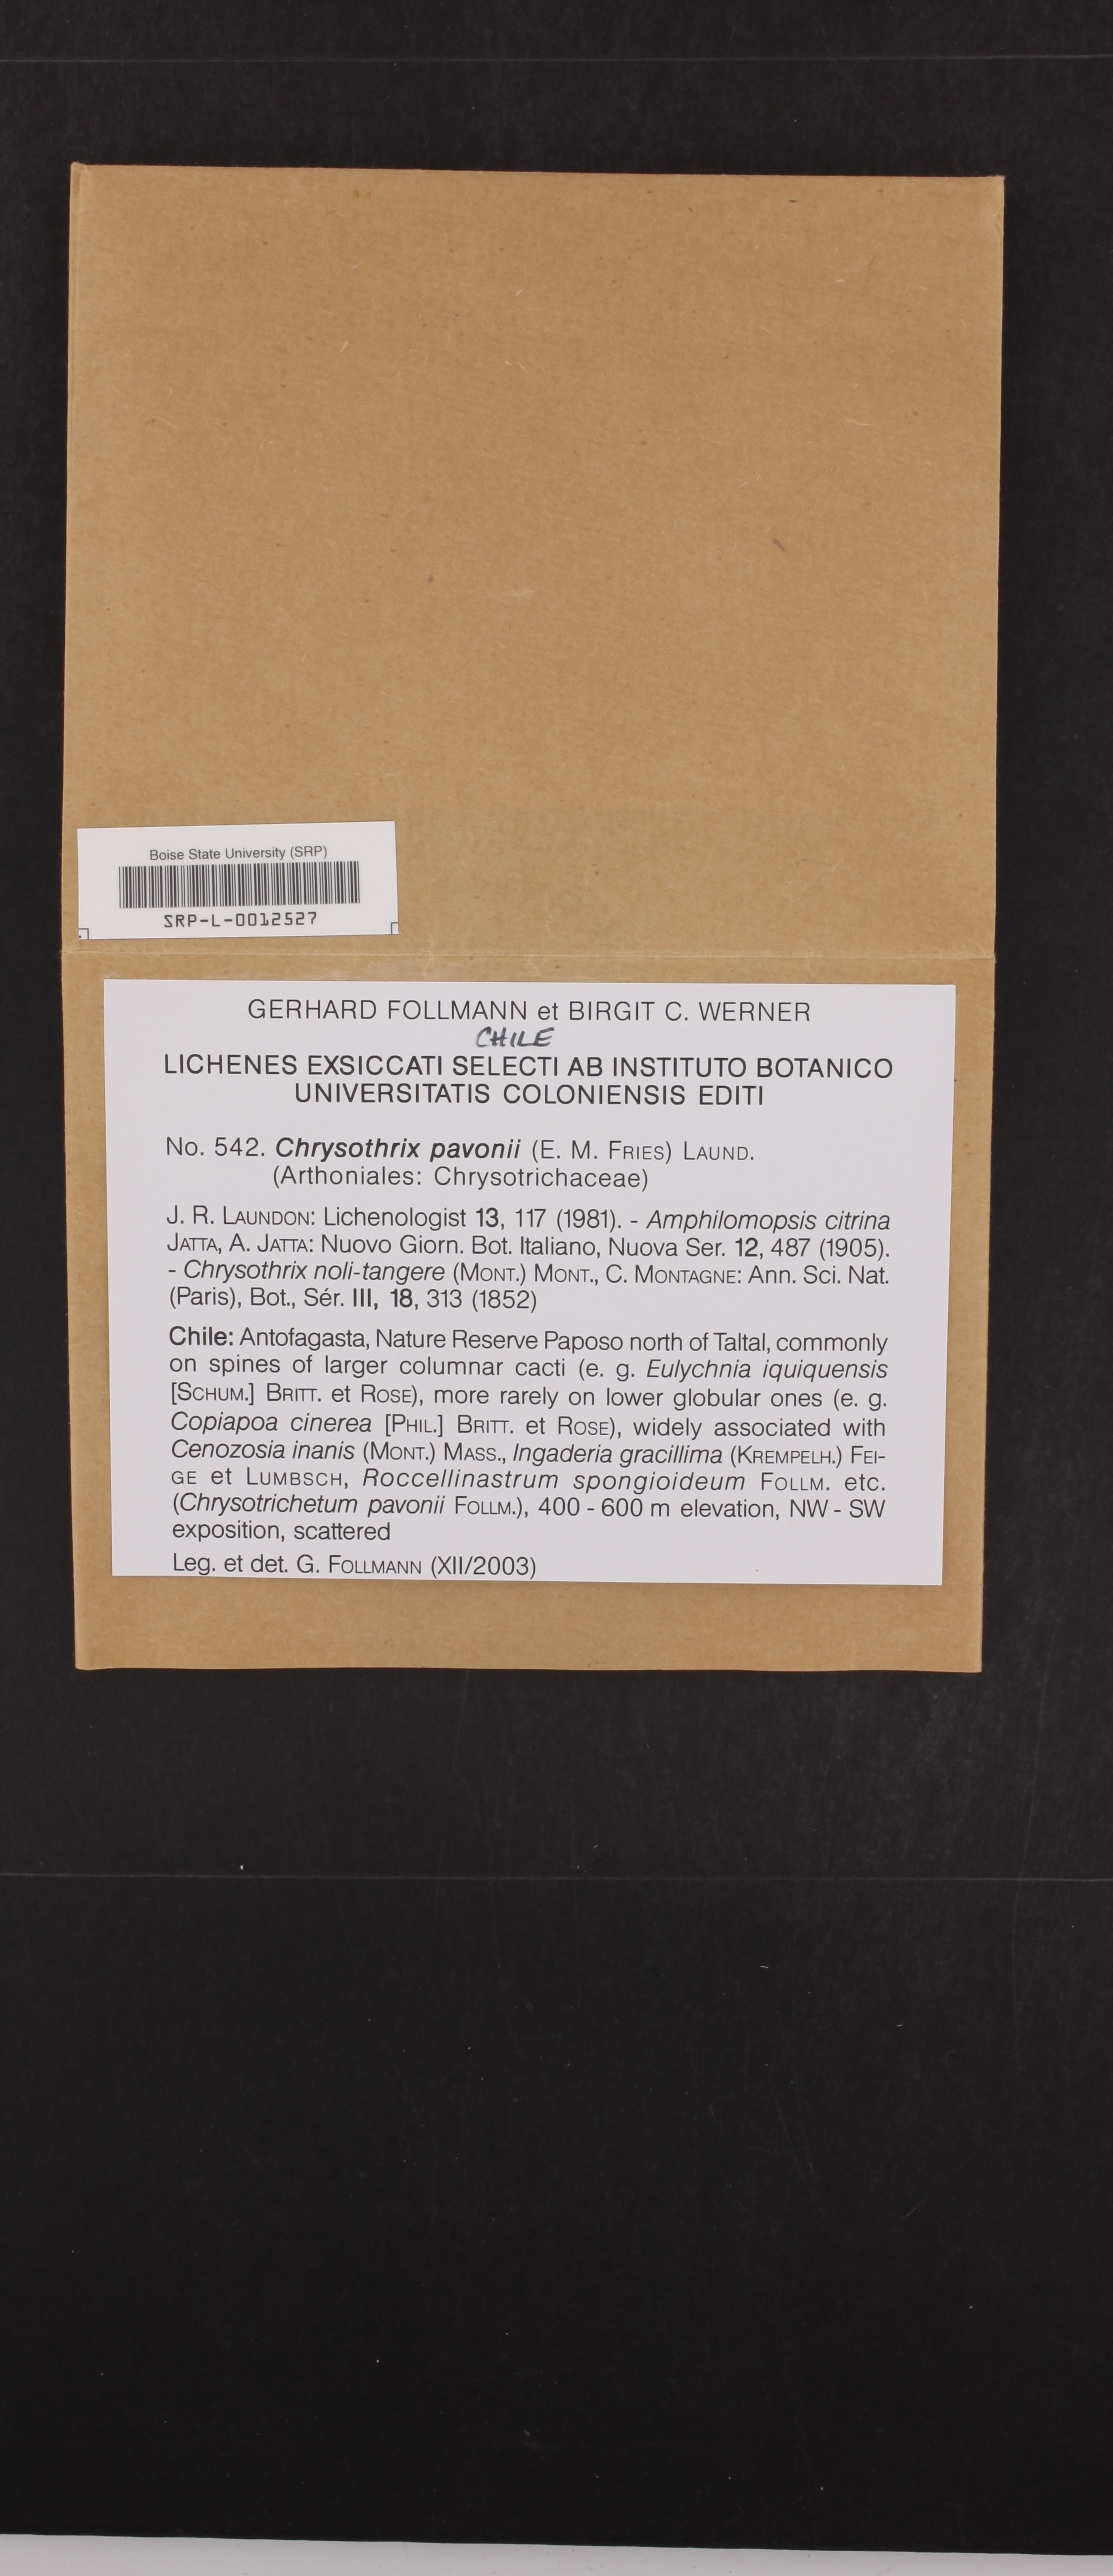 Boise State University (SRP)
SRP-L-0012527
GERHARD FOLLMANN et BIRGIT C. WERNER
CHILE
LICHENES EXSICCATI SELECTI AB INSTITUTO BOTANICO
UNIVERSITATIS COLONIENSIS EDITI
No. 542. Chrysothrix pavonii (E. M. FRIES) LAUND.
(Arthoniales: Chrysotrichaceae)
J. R. LAUNDON: Lichenologist 13, 117 (1981). - Amphilomopsis citrina
JATTA, A. JATTA: Nuovo Giorn. Bot. Italiano, Nuova Ser. 12, 487 (1905).
- Chrysothrix noli-tangere (MONT.) MONT., C. MONTAGNE: Ann. Sci. Nat.
(Paris), Bot., Sér. III, 18, 313 (1852)
Chile: Antofagasta, Nature Reserve Paposo north of Taltal, commonly
on spines of larger columnar cacti (e. g. Eulychnia iquiquensis
[SCHUM.] BRITT. et ROSE), more rarely on lower globular ones (e. g.
Copiapoa cinerea [PHIL.] BRITT. et ROSE), widely associated with
Cenozosia inanis (MONT.) MASS., Ingaderia gracillima (KREMPELH.) FEI-
GE et LUMBSCH, Roccellinastrum spongioideum FOLLM. etc.
(Chrysotrichetum pavonii FOLLM.), 400 - 600 m elevation, NW - SW
exposition, scattered
Leg. et det. G. FOLLMANN (XII/2003)